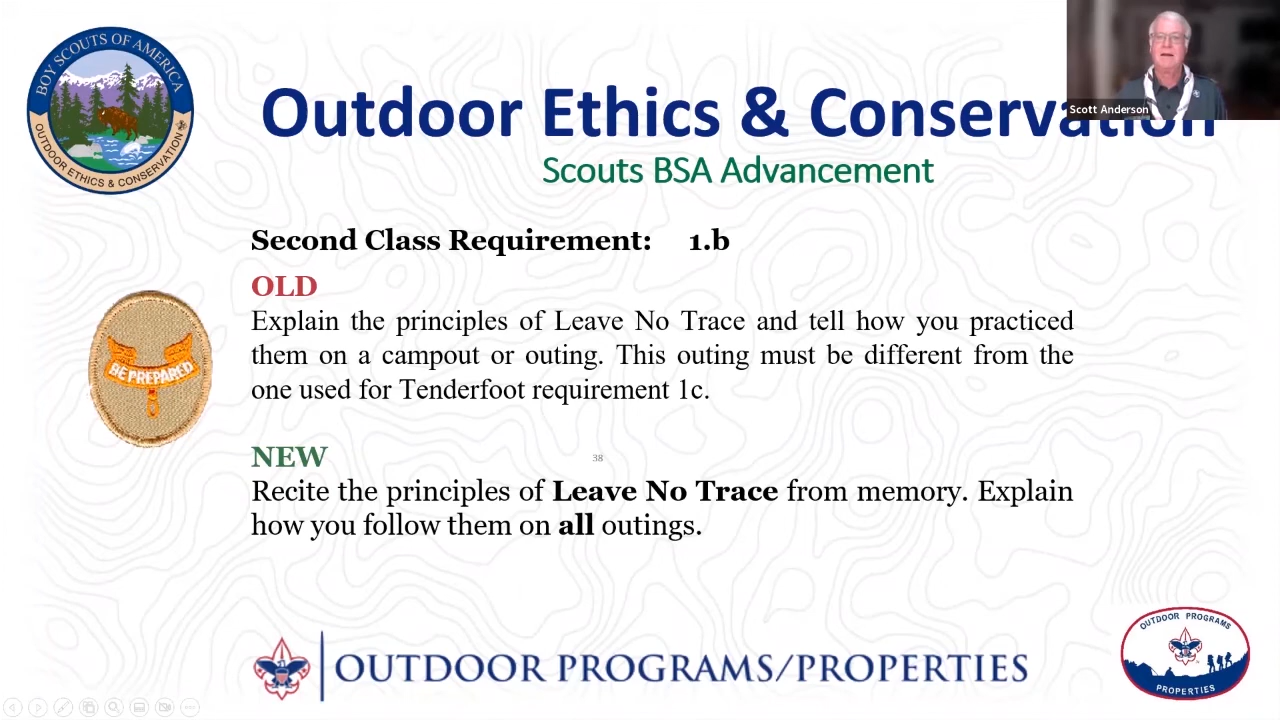 BOY SCOUTS OF AMERICA
OUTDOOR ETHICS & CONSERVATION
Scott Anderson
Outdoor Ethics & Conservation
Scouts BSA Advancement
Second Class Requirement: 1.b
OLD
Explain the principles of Leave No Trace and tell how you practiced
them on a campout or outing. This outing must be different from the
one used for Tenderfoot requirement 1c.
BE PREPARED
NEW
38
Recite the principles of Leave No Trace from memory. Explain
how you follow them on all outings.
OUTDOOR PROGRAMS/PROPERTIES
OUTDOOR PROGRAMS
PROPERTIES